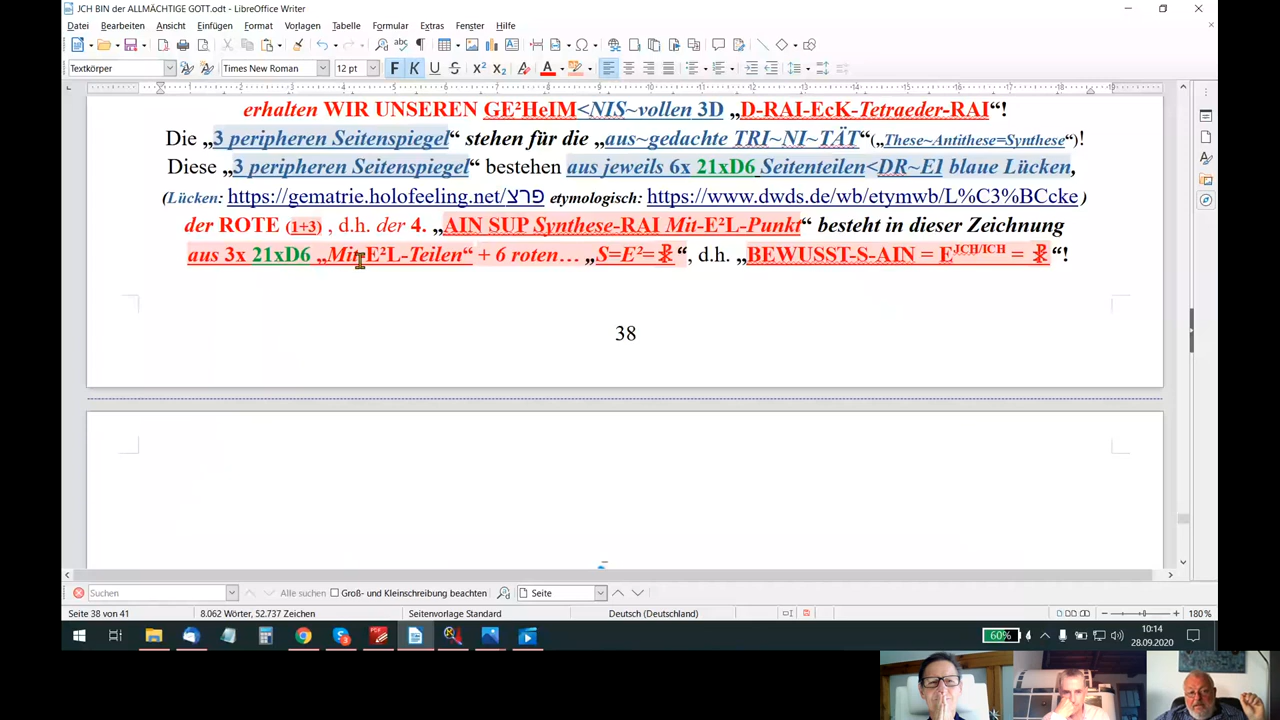 JCH BIN der ALLMÄCHTIGE GOTT.odt - LibreOffice Writer
Datei Bearbeiten Ansicht Einfügen Format Vorlagen Tabelle Formular Extras Fenster Hilfe
Textkörper Times New Roman 12 pt F K U S X² X₂
erhalten WIR UNSEREN GE²HeIM<NIS~vollen 3D „D-RAI-EcK-Tetraeder-RAI“!
Die „3 peripheren Seitenspiegel“ stehen für die „aus~gedachte TRI~NI~TÄT“(„These~Antithese=Synthese“)!
Diese „3 peripheren Seitenspiegel“ bestehen aus jeweils 6x 21xD6 Seitenteilen<DR~E1 blaue Lücken,
(Lücken: https://gematrie.holofeeling.net/פרצ etymologisch: https://www.dwds.de/wb/etymwb/L%C3%BCcke )
der ROTE (1+3) , d.h. der 4. „AIN SUP Synthese-RAI Mit-E²L-Punkt“ besteht in dieser Zeichnung
aus 3x 21xD6 „Mit-E²L-Teilen“ + 6 roten… „S=E²=☧“, d.h. „BEWUSST-S-AIN = E^JCH/ICH = ☧“!
38
Suchen Alle suchen Groß- und Kleinschreibung beachten Seite
Seite 38 von 41 8.062 Wörter, 52.737 Zeichen Seitenvorlage Standard Deutsch (Deutschland) 180%
60% 10:14
28.09.2020